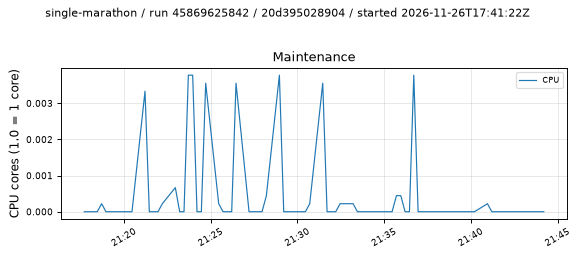 single-marathon / run 45869625842 / 20d395028904 / started 2026-11-26T17:41:22Z
Maintenance
CPU
CPU cores (1.0 = 1 core)
0.003
0.002
0.001
0.000
21:20
21:25
21:30
21:35
21:40
21:45